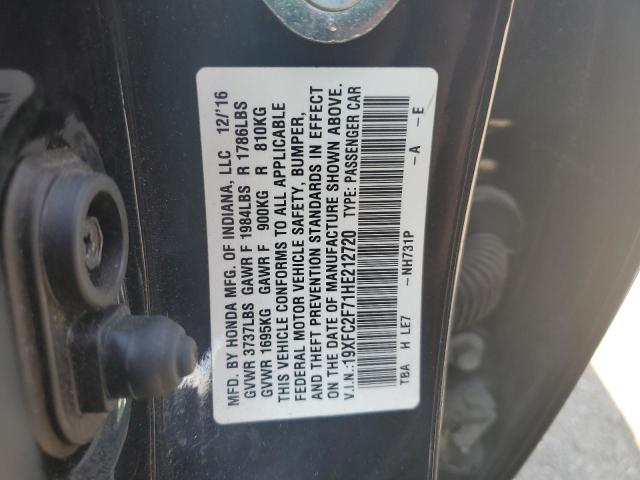 MFD. BY HONDA MFG. OF INDIANA, LLC 12/'16
GVWR 3737LBS GAWR F 1984LBS R 1786LBS
GVWR 1695KG GAWR F 900KG R 810KG
THIS VEHICLE CONFORMS TO ALL APPLICABLE
FEDERAL MOTOR VEHICLE SAFETY, BUMPER,
AND THEFT PREVENTION STANDARDS IN EFFECT
ON THE DATE OF MANUFACTURE SHOWN ABOVE.
V.I.N.:19XFC2F71HE212720 TYPE: PASSENGER CAR
TBA H LE7 –NH731P –A –E